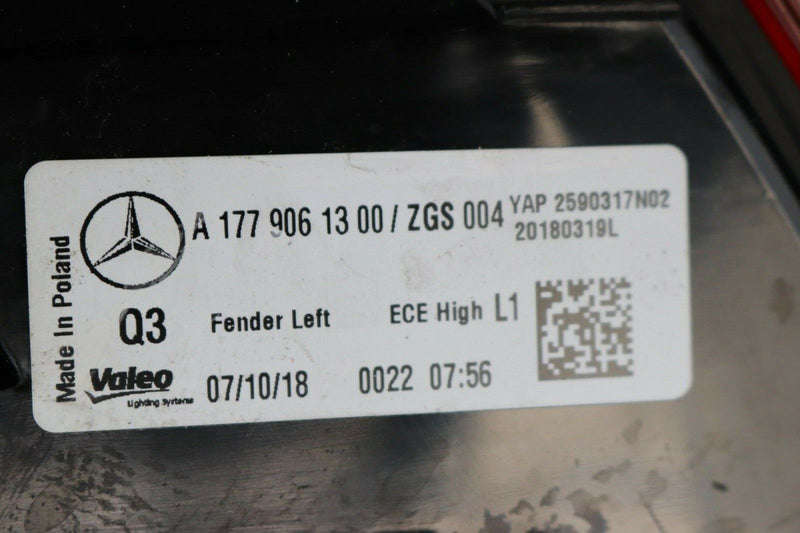 Made In Poland
A 177 906 13 00 / ZGS 004
YAP 2590317N02
20180319L
Q3 Fender Left ECE High L1
Valeo
Lighting Systems
07/10/18 0022 07:56